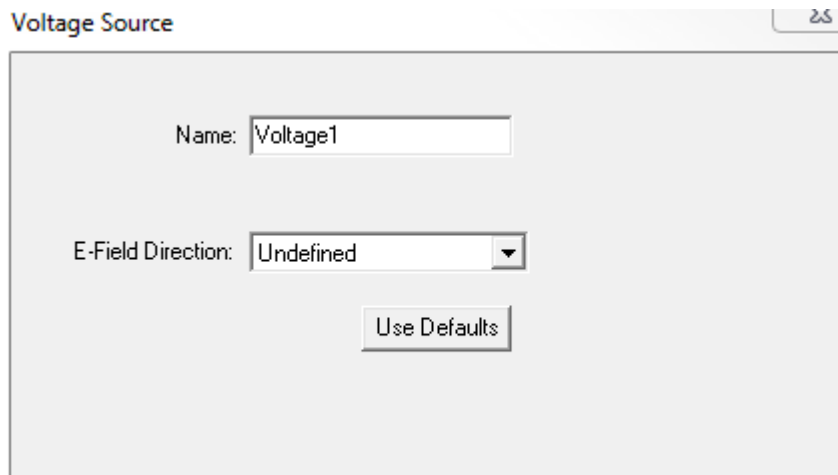 Voltage Source
Name: Voltage1
E-Field Direction: Undefined
Use Defaults